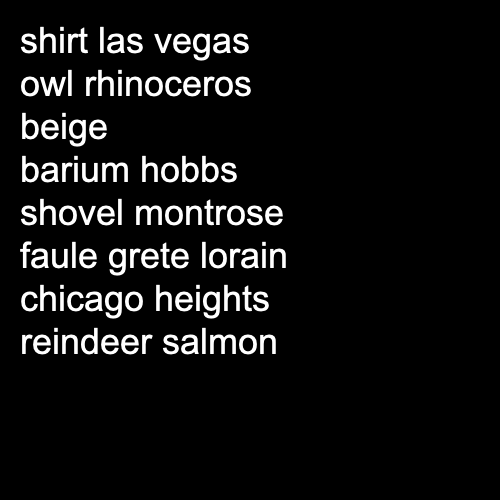 shirt las vegas
owl rhinoceros
beige
barium hobbs
shovel montrose
faule grete lorain
chicago heights
reindeer salmon